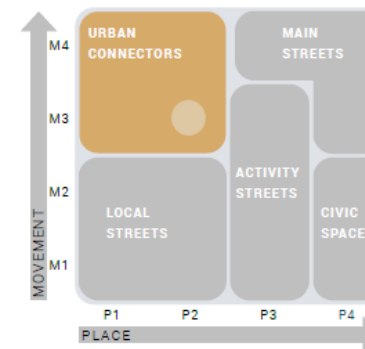 M4
URBAN
CONNECTORS
MAIN
STREETS
M3
M2
ACTIVITY
STREETS
LOCAL
STREETS
CIVIC
SPACE
M1
MOVEMENT
P1 P2 P3 P4
PLACE